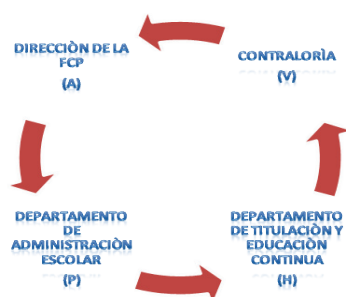 DIRECCIÒN DE LA
FCP
(A)
CONTRALORÌA
(V)
DEPARTAMENTO
DE
ADMINISTRACIÒN
ESCOLAR
(P)
DEPARTAMENTO
DE TITULACIÒN Y
EDUCACIÒN
CONTINUA
(H)